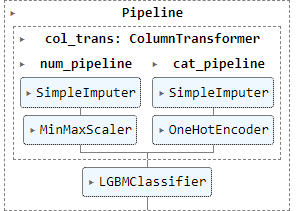 Pipeline
col_trans: ColumnTransformer
num_pipeline
cat_pipeline
SimpleImputer
SimpleImputer
MinMaxScaler
OneHotEncoder
LGBMClassifier